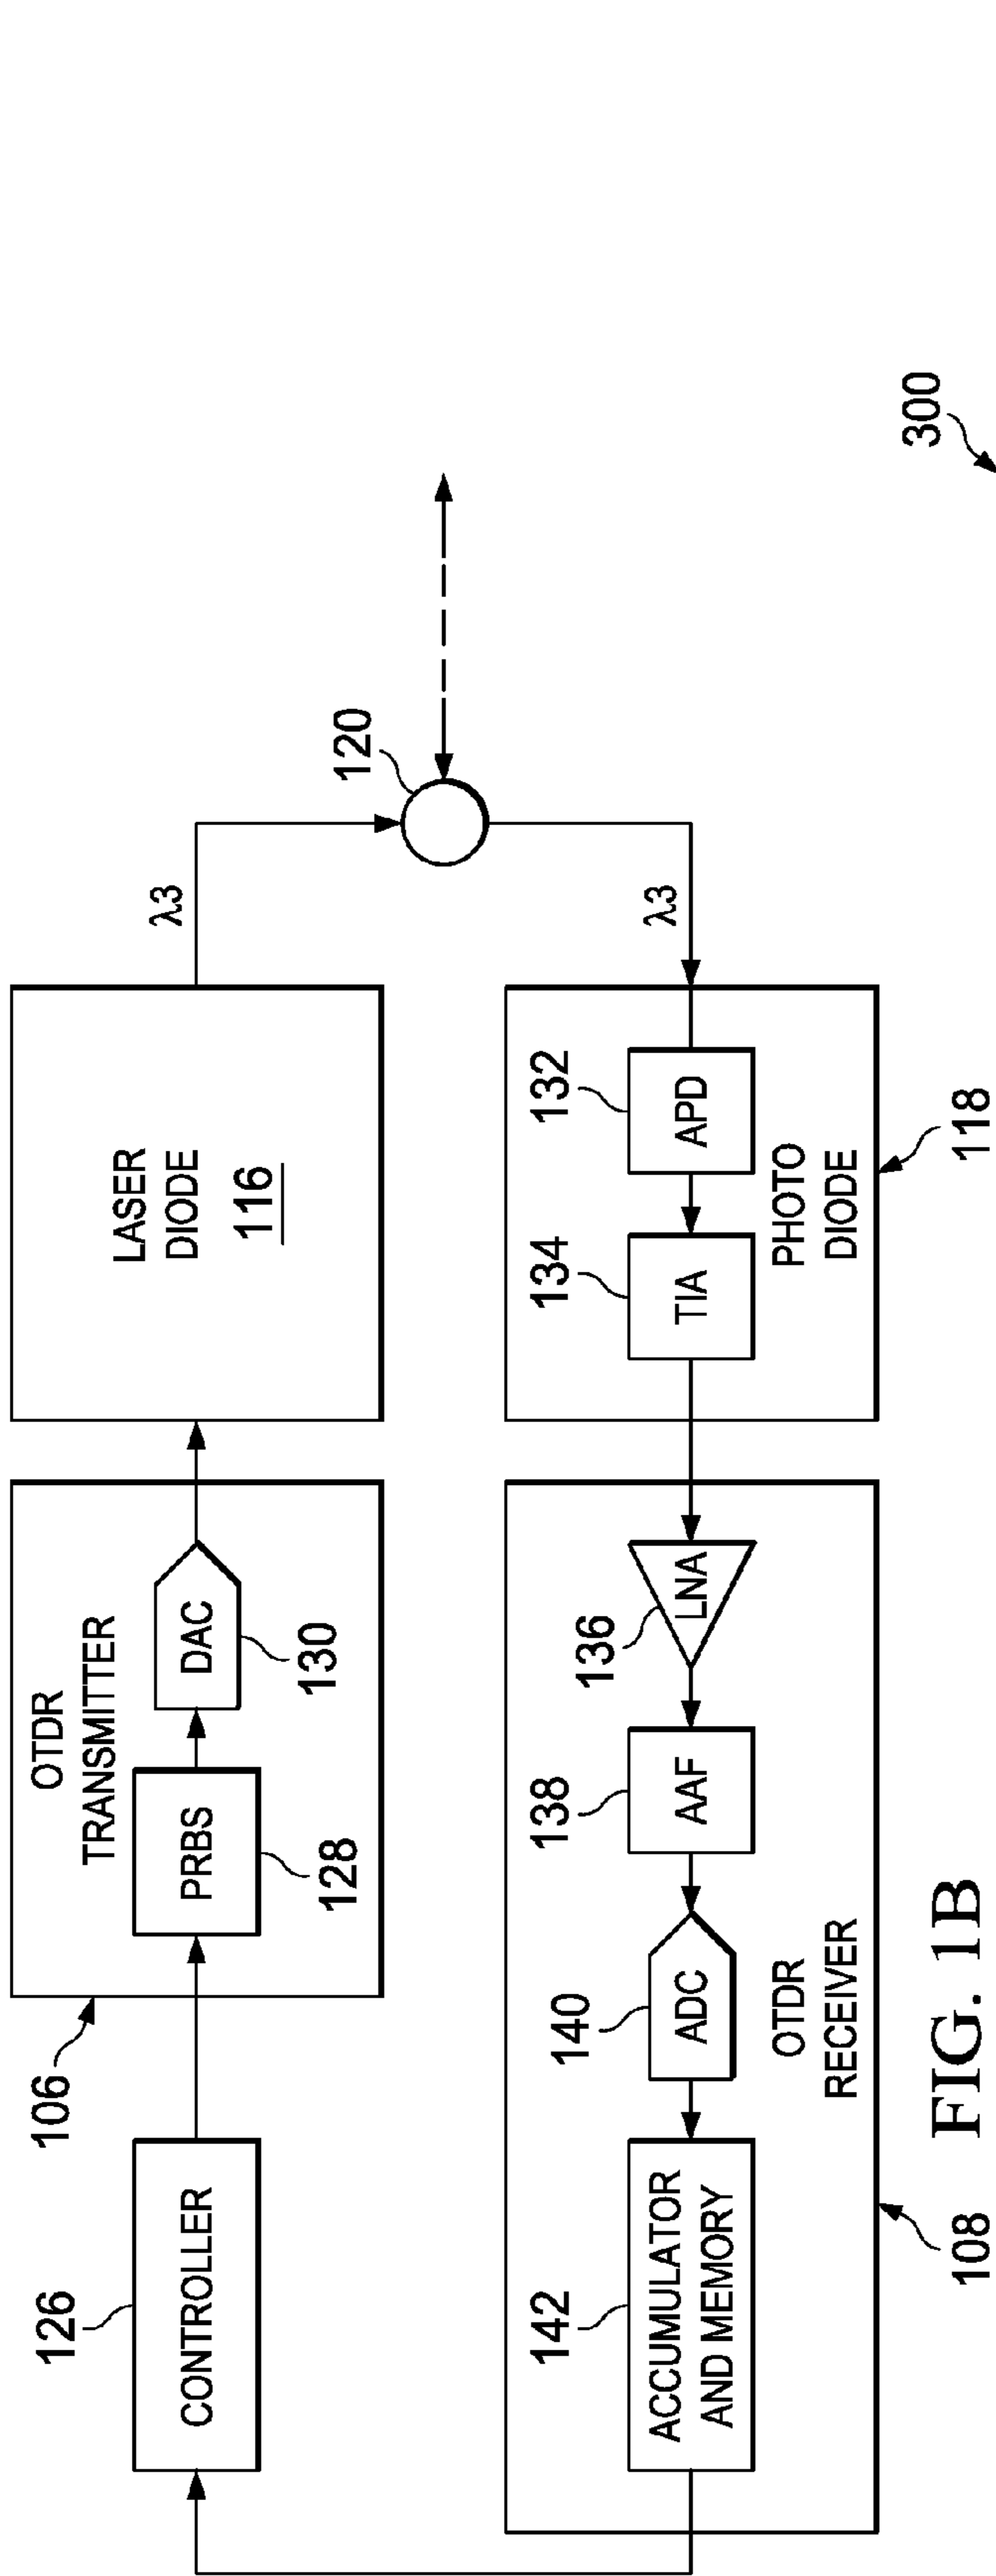 126
CONTROLLER
106
OTDR
TRANSMITTER
PRBS
128
DAC
130
LASER
DIODE
116
λ3
120
λ3
132
APD
134
TIA
PHOTO
DIODE
118
136
LNA
138
AAF
140
ADC
142
ACCUMULATOR
AND MEMORY
OTDR
RECEIVER
108
FIG. 1B
300